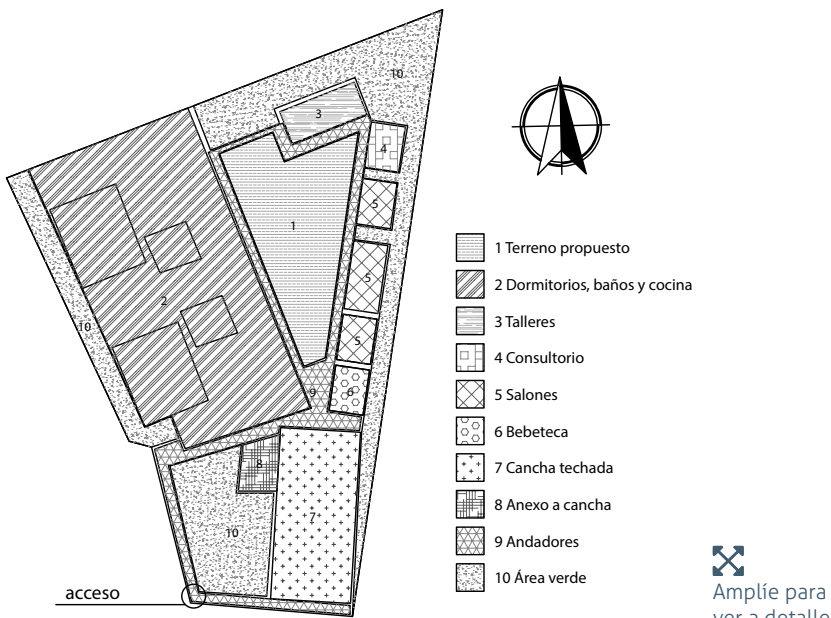 10
3
4
5
1
5
2
10
5
9
6
8
7
10
acceso
1 Terreno propuesto
2 Dormitorios, baños y cocina
3 Talleres
4 Consultorio
5 Salones
6 Bebeteca
7 Cancha techada
8 Anexo a cancha
9 Andadores
10 Área verde
Amplíe para
ver a detalle